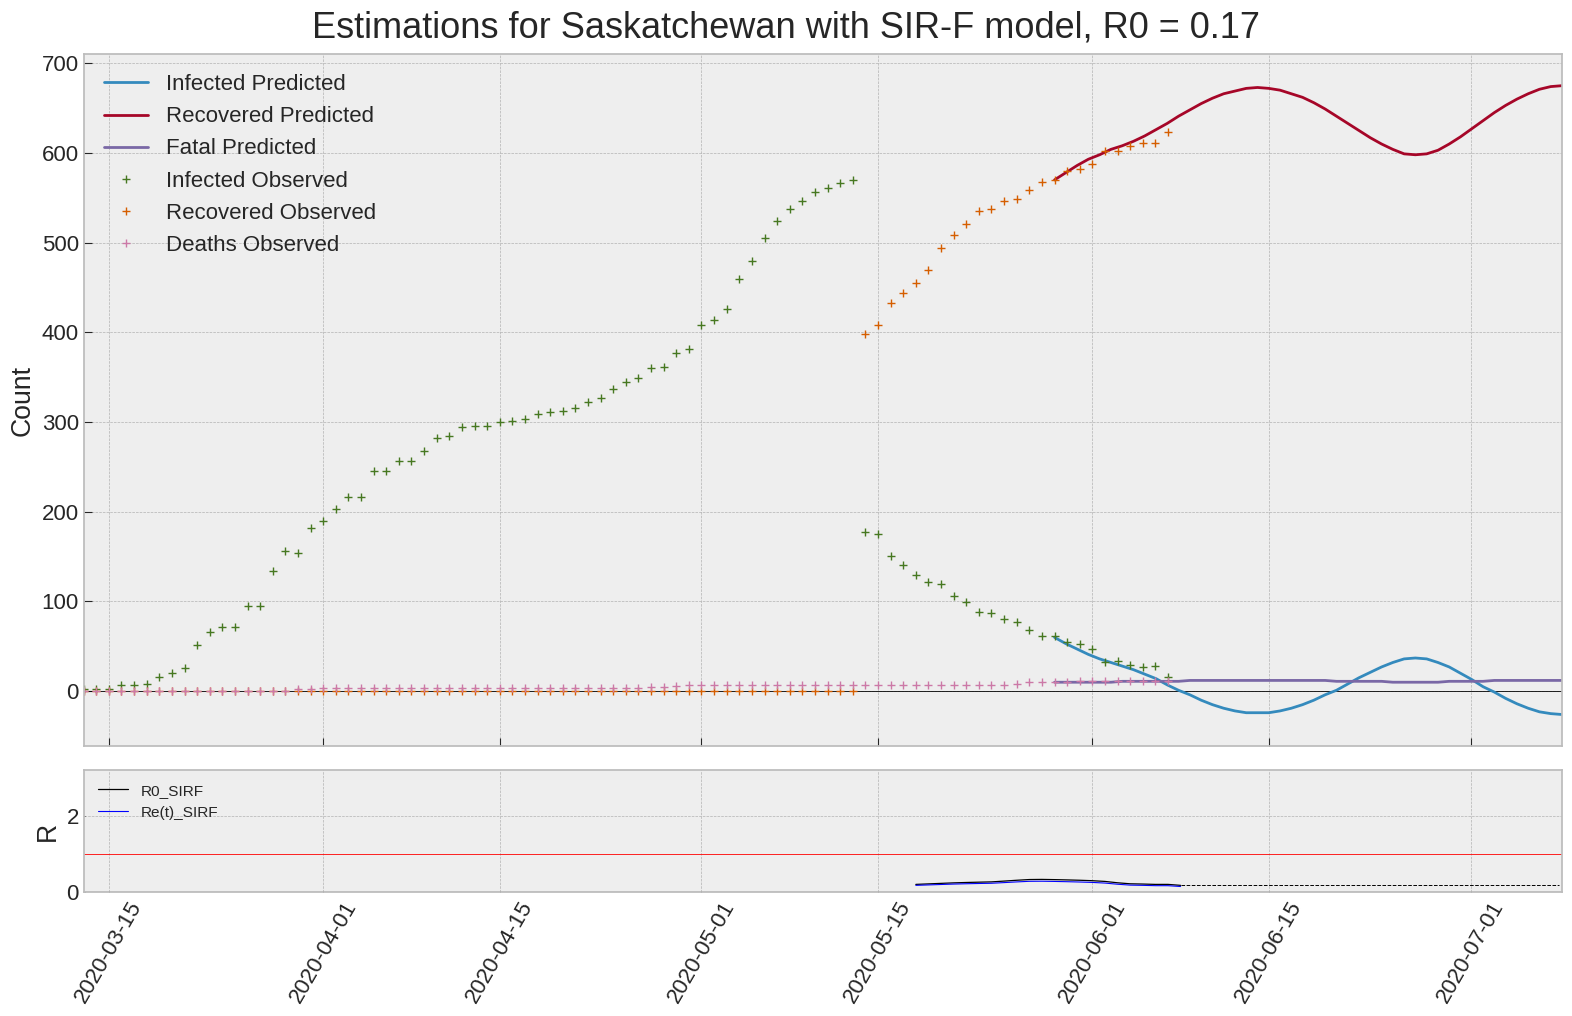 Estimations for Saskatchewan with SIR-F model, R0 = 0.17
700
600
500
400
300
200
100
0
Count
Infected Predicted
Recovered Predicted
Fatal Predicted
Infected Observed
Recovered Observed
Deaths Observed
2
0
R
R0_SIRF
Re(t)_SIRF
2020-03-15
2020-04-01
2020-04-15
2020-05-01
2020-05-15
2020-06-01
2020-06-15
2020-07-01